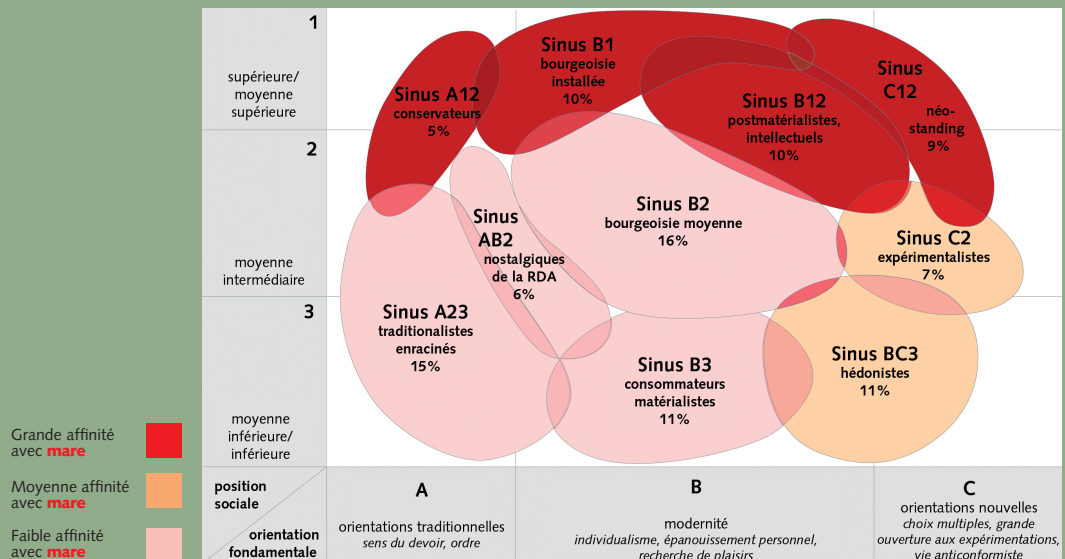 1
supérieure/
moyenne
supérieure
2
moyenne
intermédiaire
3
moyenne
inférieure/
inférieure
Sinus A12
conservateurs
5%
Sinus B1
bourgeoisie
installée
10%
Sinus B12
postmatérialistes,
intellectuels
10%
Sinus
C12
néo-
standing
9%
Sinus
AB2
nostalgiques
de la RDA
6%
Sinus B2
bourgeoisie moyenne
16%
Sinus C2
expérimentalistes
7%
Sinus A23
traditionalistes
enracinés
15%
Sinus B3
consommateurs
matérialistes
11%
Sinus BC3
hédonistes
11%
Grande affinité
avec mare
Moyenne affinité
avec mare
Faible affinité
avec mare
position
sociale
orientation
fondamentale
A
orientations traditionnelles
sens du devoir, ordre
B
modernité
individualisme, épanouissement personnel,
recherche de plaisirs
C
orientations nouvelles
choix multiples, grande
ouverture aux expérimentations,
vie anticonformiste